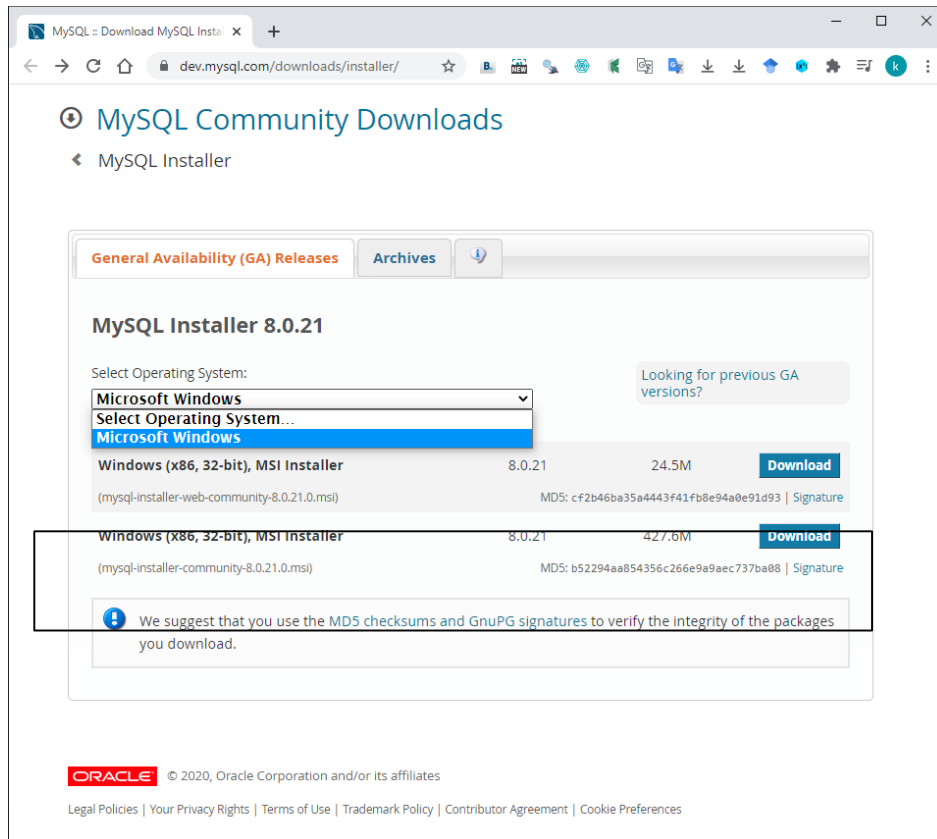 MySQL :: Download MySQL Insta
dev.mysql.com/downloads/installer/
B.
NEW
k
MySQL Community Downloads
MySQL Installer
General Availability (GA) Releases
Archives
MySQL Installer 8.0.21
Select Operating System:
Looking for previous GA
versions?
Microsoft Windows
Select Operating System...
Microsoft Windows
Windows (x86, 32-bit), MSI Installer 8.0.21 24.5M Download
(mysql-installer-web-community-8.0.21.0.msi) MD5: cf2b46ba35a4443f41fb8e94a0e91d93 | Signature
Windows (x86, 32-bit), MSI Installer 8.0.21 427.6M Download
(mysql-installer-community-8.0.21.0.msi) MD5: b52294aa854356c266e9a9aec737ba08 | Signature
We suggest that you use the MD5 checksums and GnuPG signatures to verify the integrity of the packages
you download.
ORACLE © 2020, Oracle Corporation and/or its affiliates
Legal Policies | Your Privacy Rights | Terms of Use | Trademark Policy | Contributor Agreement | Cookie Preferences